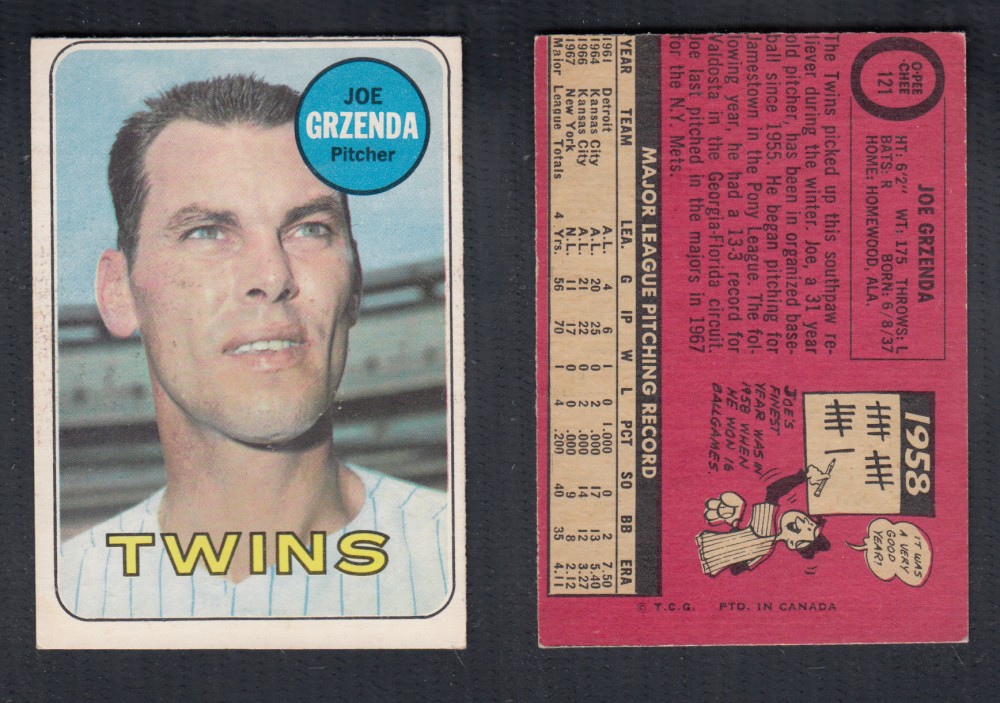 JOE
GRZENDA
Pitcher
TWINS
O-PEE
-CHEE
121
JOE GRZENDA
HT: 6'2" WT: 175 THROWS: L
BATS: R BORN: 6/8/37
HOME: HOMEWOOD, ALA.
The Twins picked up this southpaw re-
liever during the winter. Joe, a 31 year
old pitcher, has been in organized base-
ball since 1955. He began pitching for
Jamestown in the Pony League. The fol-
lowing year, he had a 13-3 record for
Valdosta in the Georgia-Florida circuit.
Joe last pitched in the majors in 1967
for the N.Y. Mets.
1958
IT WAS
A VERY
GOOD
YEAR!
JOE'S
FINEST
YEAR WAS IN
1958 WHEN
HE WON 16
BALLGAMES.
MAJOR LEAGUE PITCHING RECORD
YEAR TEAM LEA. G IP W L PCT SO BB ERA
1961 Detroit A.L. 4 6 1 0 1.000 0 2 7.50
1964 Kansas City A.L. 20 25 0 2 .000 17 13 5.40
1966 Kansas City A.L. 21 22 0 2 .000 14 12 3.27
1967 New York N.L. 11 17 0 0 .000 9 8 2.12
Major League Totals 4 Yrs. 56 70 1 4 .200 40 35 4.11
© T.C.G. PTD. IN CANADA